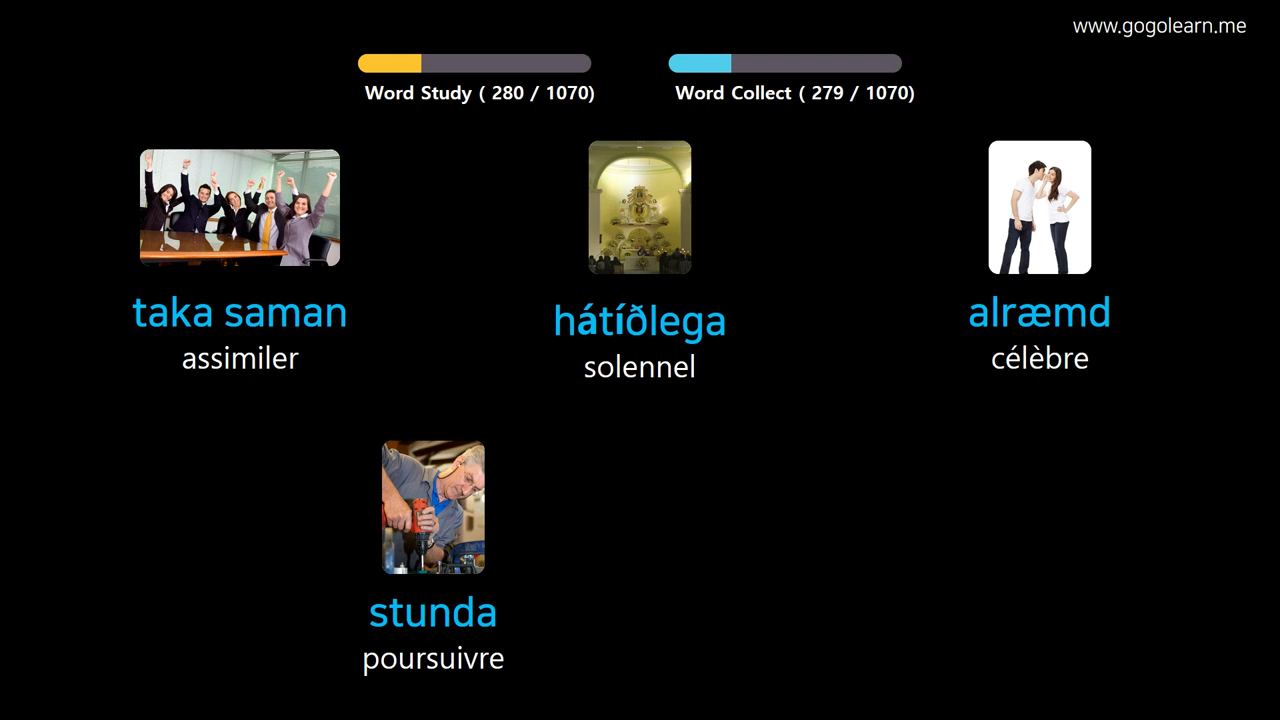 www.gogolearn.me
Word Study ( 280 / 1070)
Word Collect ( 279 / 1070)
taka saman
assimiler
hátíðlega
solennel
alræmd
célèbre
stunda
poursuivre